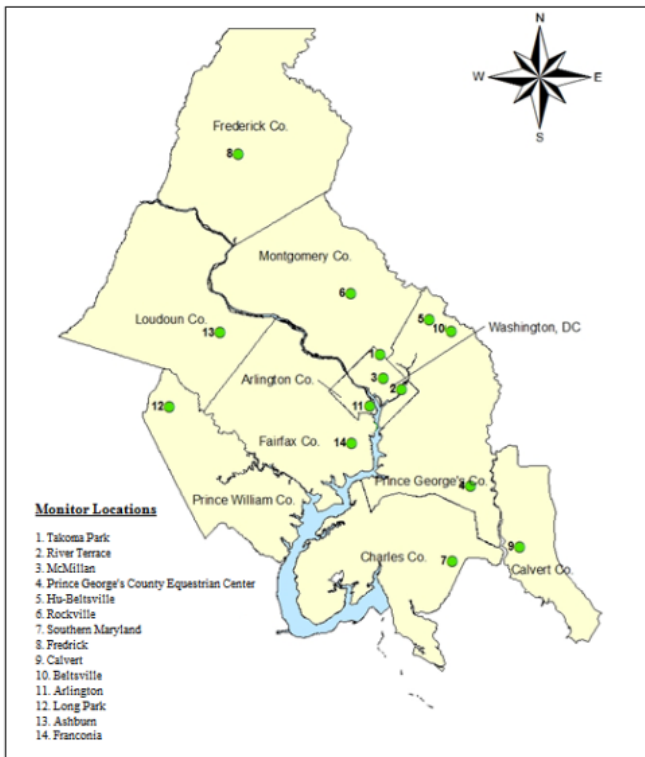 N
W
E
S
Frederick Co.
8
Montgomery Co.
6
Loudoun Co.
13
5
10
Washington, DC
1
3
2
Arlington Co.
11
12
Fairfax Co.
14
Prince George's Co.
4
Prince William Co.
Charles Co.
7
9
Calvert Co.
Monitor Locations
1. Takoma Park
2. River Terrace
3. McMillan
4. Prince George's County Equestrian Center
5. Hu-Beltsville
6. Rockville
7. Southern Maryland
8. Fredrick
9. Calvert
10. Beltsville
11. Arlington
12. Long Park
13. Ashburn
14. Franconia